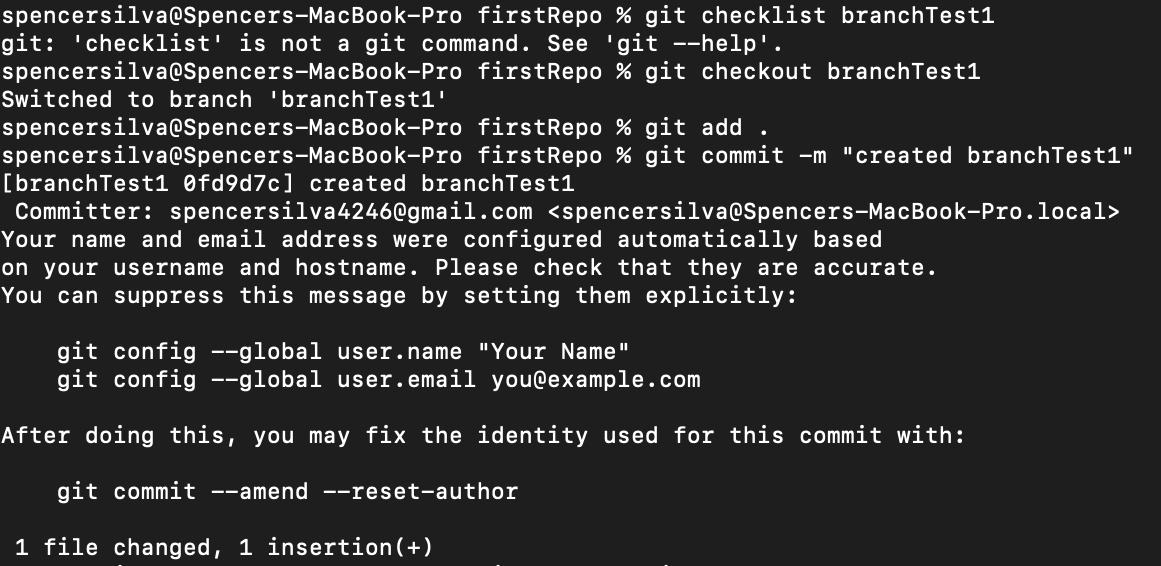 spencersilva@Spencers-MacBook-Pro firstRepo % git checklist branchTest1
git: 'checklist' is not a git command. See 'git --help'.
spencersilva@Spencers-MacBook-Pro firstRepo % git checkout branchTest1
Switched to branch 'branchTest1'
spencersilva@Spencers-MacBook-Pro firstRepo % git add .
spencersilva@Spencers-MacBook-Pro firstRepo % git commit -m "created branchTest1"
[branchTest1 0fd9d7c] created branchTest1
 Committer: spencersilva4246@gmail.com <spencersilva@Spencers-MacBook-Pro.local>
Your name and email address were configured automatically based
on your username and hostname. Please check that they are accurate.
You can suppress this message by setting them explicitly:

    git config --global user.name "Your Name"
    git config --global user.email you@example.com

After doing this, you may fix the identity used for this commit with:

    git commit --amend --reset-author

 1 file changed, 1 insertion(+)